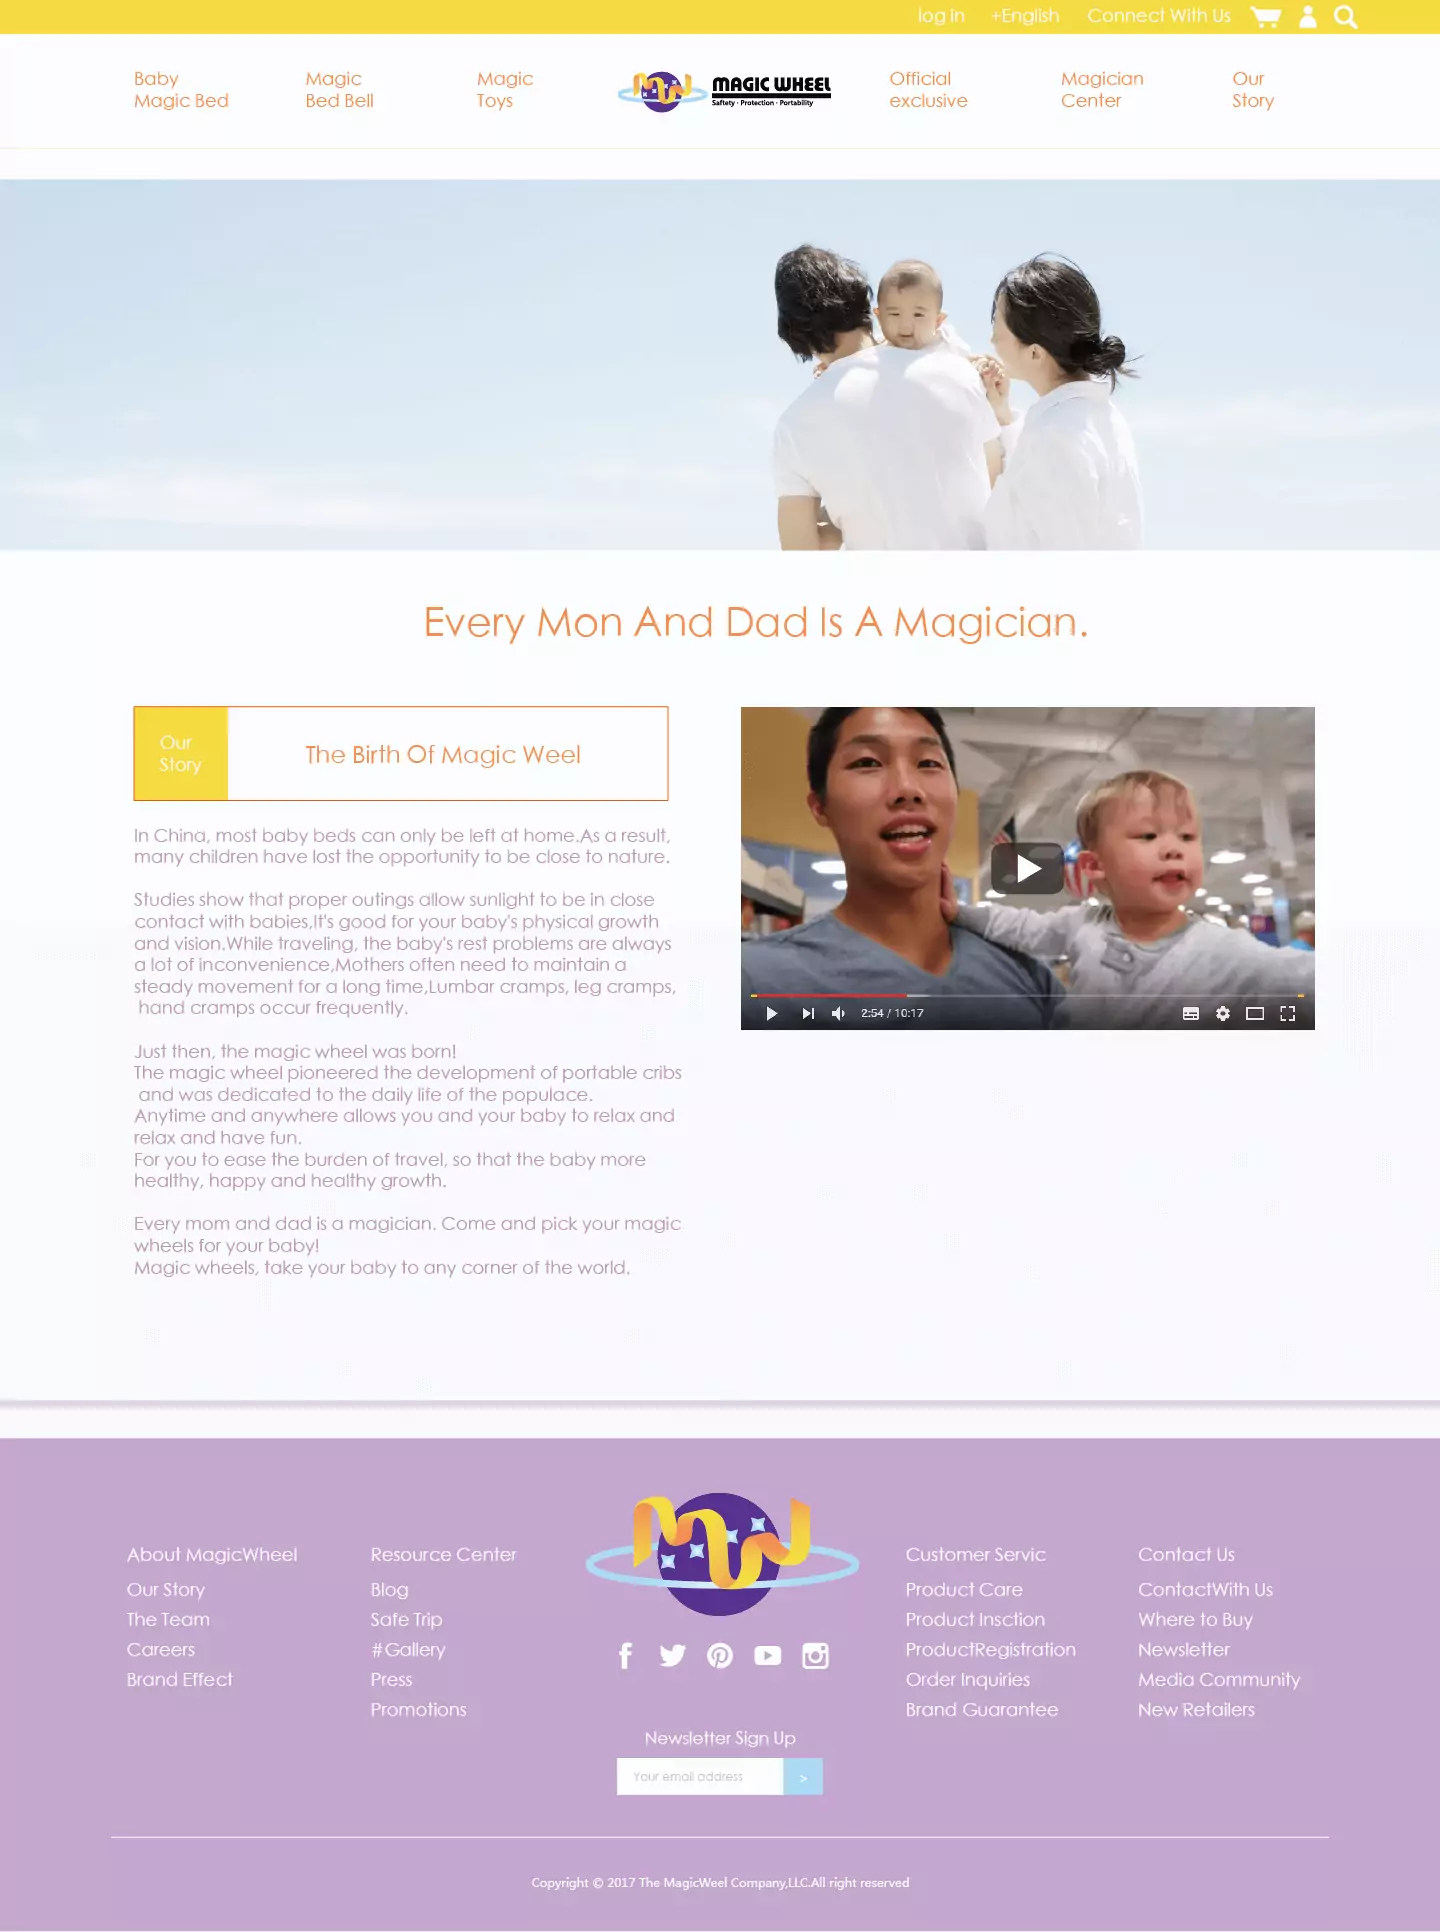 log in +English Connect With Us
Baby
Magic Bed
Magic
Bed Bell
Magic
Toys
MAGIC WHEEL
Saftety · Protection · Portability
Official
exclusive
Magician
Center
Our
Story
Every Mon And Dad Is A Magician.
Our
Story
The Birth Of Magic Weel
In China, most baby beds can only be left at home.As a result,
many children have lost the opportunity to be close to nature.
Studies show that proper outings allow sunlight to be in close
contact with babies,It's good for your baby's physical growth
and vision.While traveling, the baby's rest problems are always
a lot of inconvenience,Mothers often need to maintain a
steady movement for a long time,Lumbar cramps, leg cramps,
hand cramps occur frequently.
Just then, the magic wheel was born!
The magic wheel pioneered the development of portable cribs
and was dedicated to the daily life of the populace.
Anytime and anywhere allows you and your baby to relax and
relax and have fun.
For you to ease the burden of travel, so that the baby more
healthy, happy and healthy growth.
Every mom and dad is a magician. Come and pick your magic
wheels for your baby!
Magic wheels, take your baby to any corner of the world.
2:54 / 10:17
About MagicWheel
Our Story
The Team
Careers
Brand Effect
Resource Center
Blog
Safe Trip
#Gallery
Press
Promotions
MW
Newsletter Sign Up
Your email address >
Customer Servic
Product Care
Product Insction
ProductRegistration
Order Inquiries
Brand Guarantee
Contact Us
ContactWith Us
Where to Buy
Newsletter
Media Community
New Retailers
Copyright © 2017 The MagicWeel Company,LLC.All right reserved